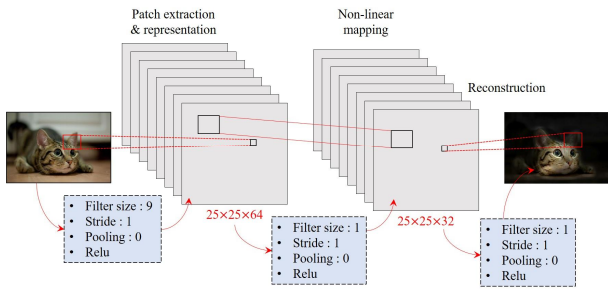 Patch extraction
& representation
Non-linear
mapping
Reconstruction
• Filter size : 9
• Stride : 1
• Pooling : 0
• Relu
25×25×64
• Filter size : 1
• Stride : 1
• Pooling : 0
• Relu
25×25×32
• Filter size : 1
• Stride : 1
• Pooling : 0
• Relu